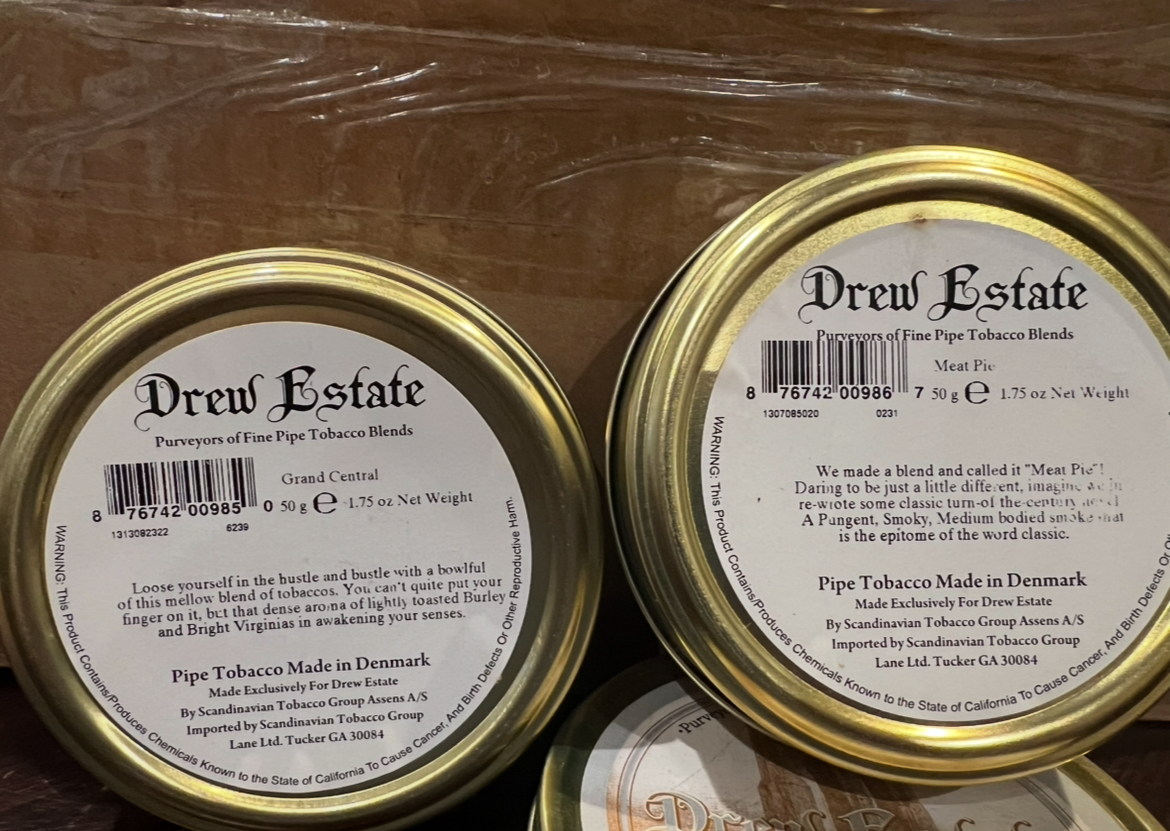 Drew Estate
Purveyors of Fine Pipe Tobacco Blends
Grand Central
8 76742 00985 0 50 g ℮ 1.75 oz Net Weight
1313082322 6239
Loose yourself in the hustle and bustle with a bowlful
of this mellow blend of tobaccos. You can't quite put your
finger on it, but that dense aroma of lightly toasted Burley
and Bright Virginias in awakening your senses.
Pipe Tobacco Made in Denmark
Made Exclusively For Drew Estate
By Scandinavian Tobacco Group Assens A/S
Imported by Scandinavian Tobacco Group
Lane Ltd. Tucker GA 30084
WARNING: This Product Contains/Produces Chemicals Known to the State of California To Cause Cancer, And Birth Defects Or Other Reproductive Harm.
Drew Estate
Purveyors of Fine Pipe Tobacco Blends
Meat Pie
8 76742 00986 7 50 g ℮ 1.75 oz Net Weight
1307085020 0231
We made a blend and called it "Meat Pie"!
Daring to be just a little different, imagine
re-wrote some classic turn-of the-century
A Pungent, Smoky, Medium bodied smoke that
is the epitome of the word classic.
Pipe Tobacco Made in Denmark
Made Exclusively For Drew Estate
By Scandinavian Tobacco Group Assens A/S
Imported by Scandinavian Tobacco Group
Lane Ltd. Tucker GA 30084
WARNING: This Product Contains/Produces Chemicals Known to the State of California To Cause Cancer, And Birth Defects Or
Drew Estate